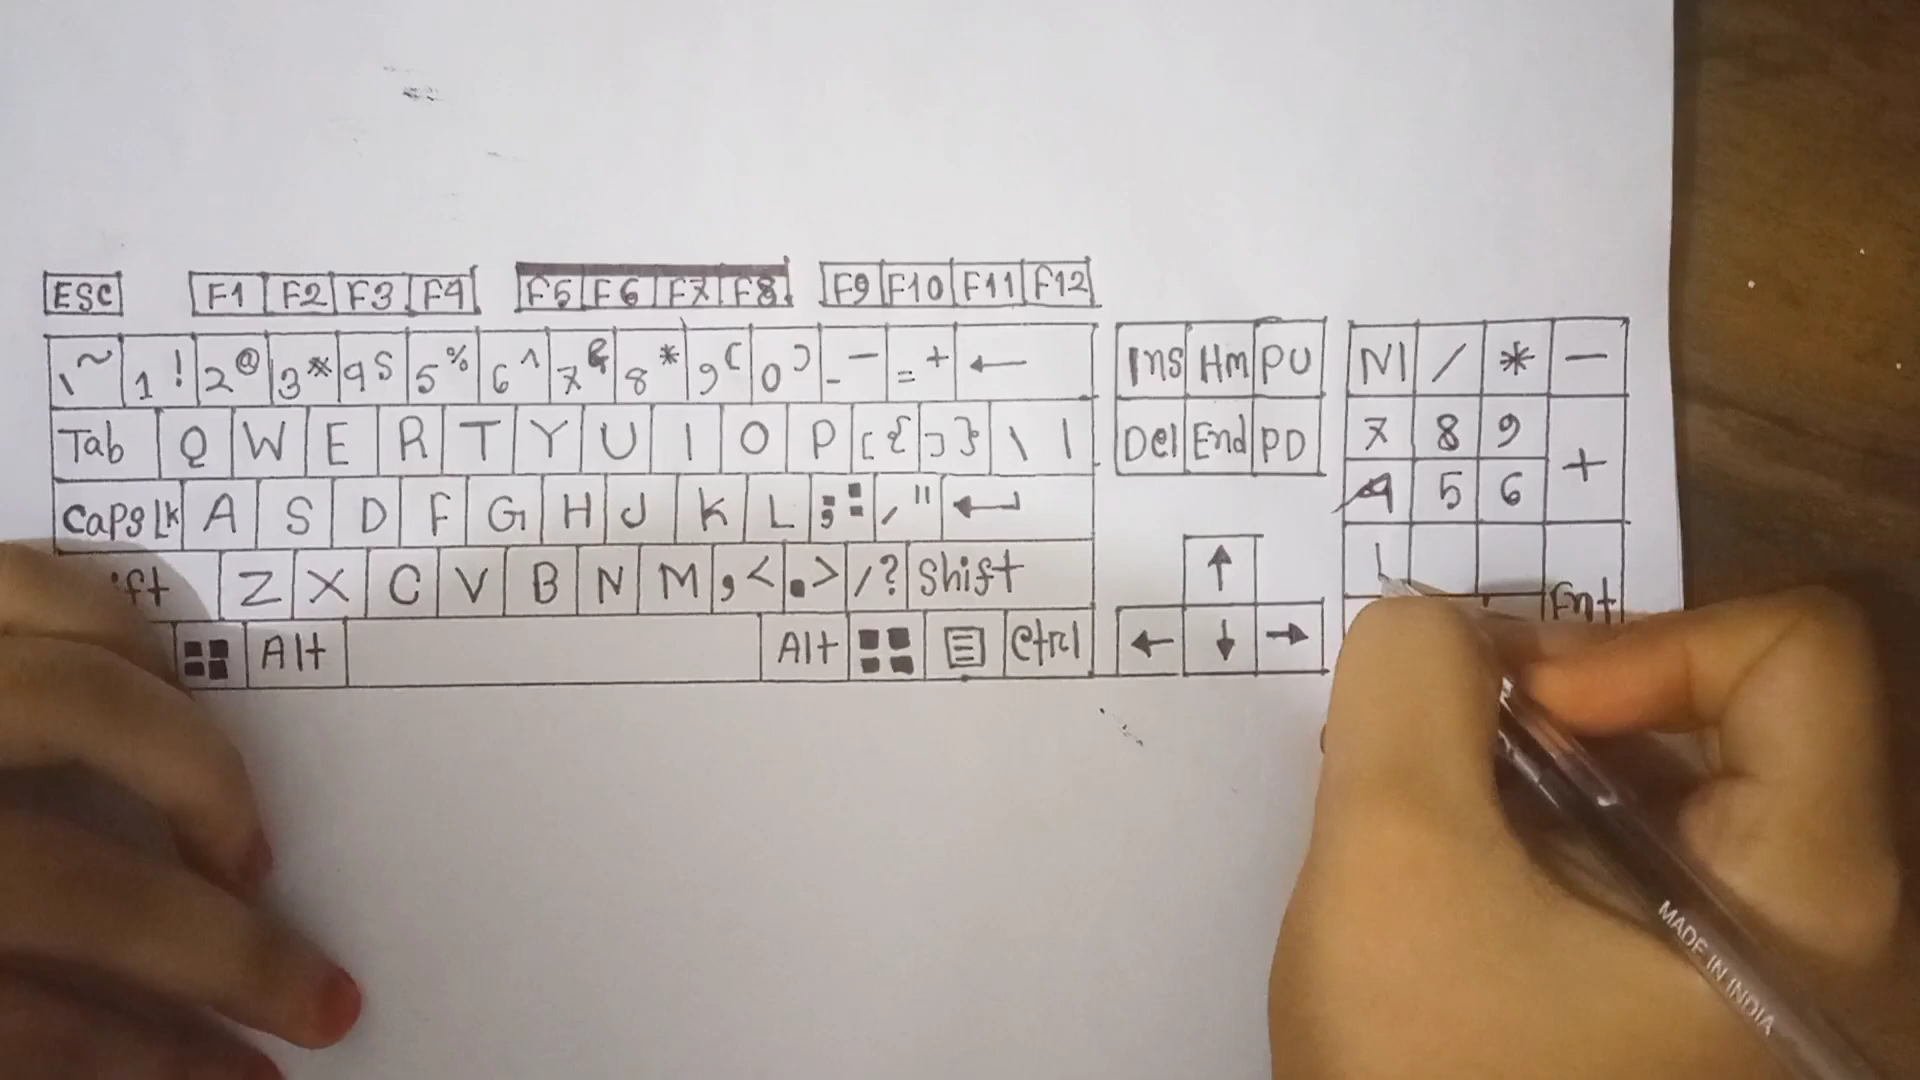 ESC F1 F2 F3 F4 F5 F6 F7 F8 F9 F10 F11 F12
\ ~ 1 ! 2 @ 3 * 4 S 5 % 6 ^ 7 & 8 * 9 ( 0 ) - — = + ← Ins Hm PU Nl / * —
Tab Q W E R T Y U I O P [ { ] } \ | Del End PD 7 8 9 +
Caps Lk A S D F G H J K L ; : , " ↵ 4 5 6
ift Z X C V B N M , < . > / ? Shift ↑ 1 Ent
Alt Alt Ctrl ← ↓ →
MADE IN INDIA